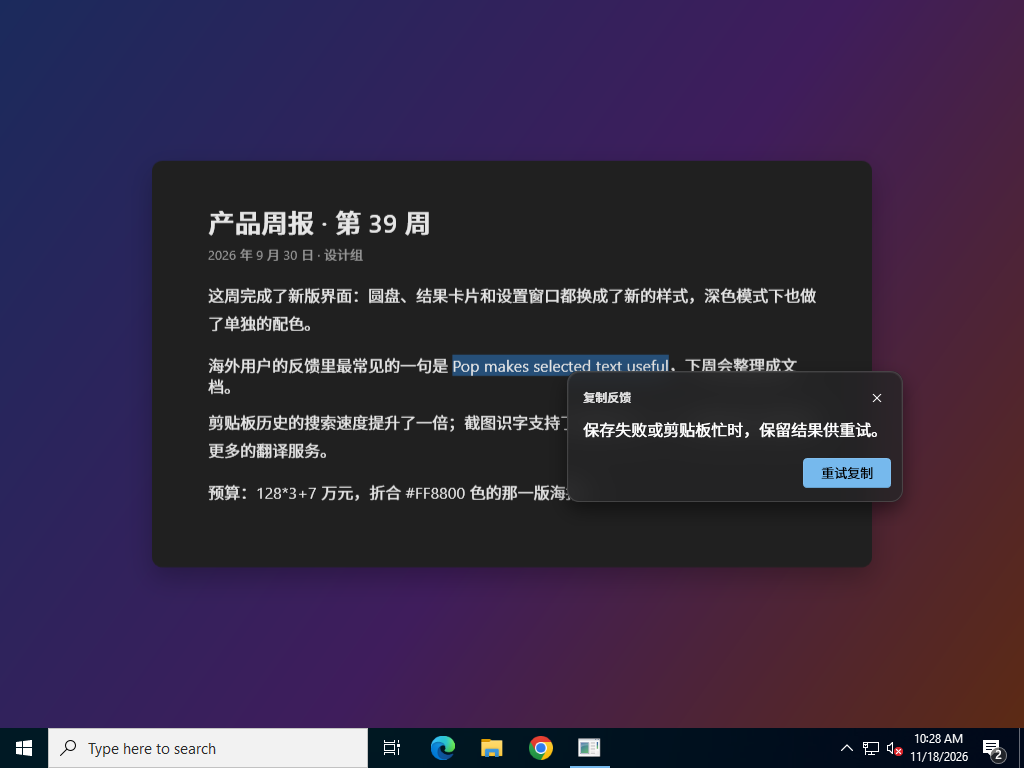 产品周报 · 第 39 周
2026 年 9 月 30 日 · 设计组
这周完成了新版界面：圆盘、结果卡片和设置窗口都换成了新的样式，深色模式下也做
了单独的配色。
海外用户的反馈里最常见的一句是 Pop makes selected text useful，下周会整理成文
档。
剪贴板历史的搜索速度提升了一倍；截图识字支持了
更多的翻译服务。
预算：128*3+7 万元，折合 #FF8800 色的那一版海
复制反馈
保存失败或剪贴板忙时，保留结果供重试。
重试复制
Type here to search
10:28 AM
11/18/2026
2